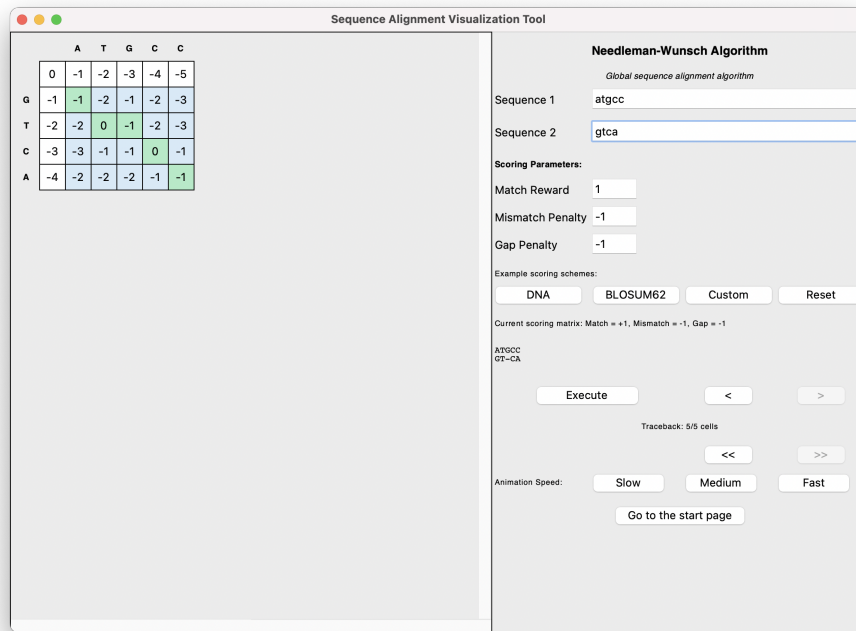 Sequence Alignment Visualization Tool
A T G C C
0 -1 -2 -3 -4 -5
G -1 -1 -2 -1 -2 -3
T -2 -2 0 -1 -2 -3
C -3 -3 -1 -1 0 -1
A -4 -2 -2 -2 -1 -1
Needleman-Wunsch Algorithm
Global sequence alignment algorithm
Sequence 1 atgcc
Sequence 2 gtca
Scoring Parameters:
Match Reward 1
Mismatch Penalty -1
Gap Penalty -1
Example scoring schemes:
DNA BLOSUM62 Custom Reset
Current scoring matrix: Match = +1, Mismatch = -1, Gap = -1
ATGCC
GT-CA
Execute < >
Traceback: 5/5 cells
<< >>
Animation Speed: Slow Medium Fast
Go to the start page